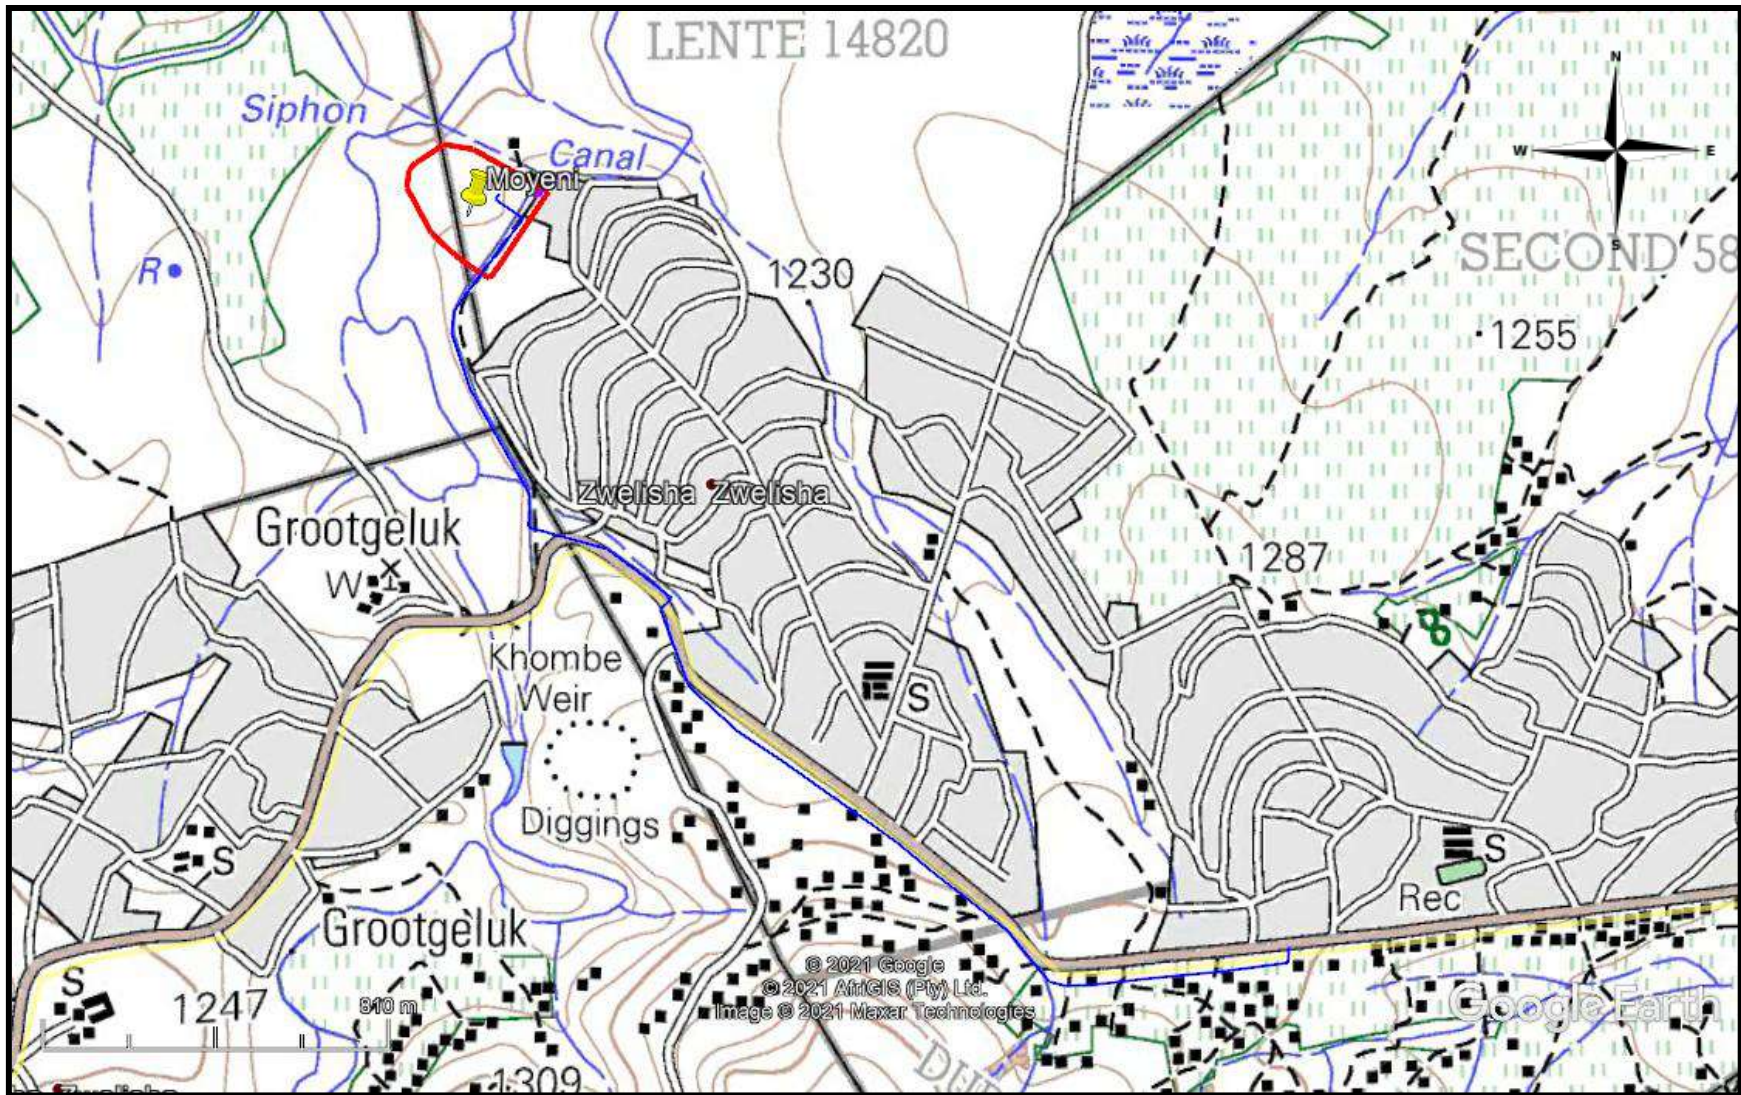 LENTE 14820
N
Siphon
Canal
W
E
Moyeni
S
SECOND 58
R
1230
1255
Zwelisha Zwelisha
Grootgeluk
W
1287
Khombe
Weir
S
Diggings
S
S
Rec
Grootgeluk
© 2021 Google
© 2021 AfriGIS (Pty) Ltd.
Image © 2021 Maxar Technologies
S
1247
810 m
Google Earth
1309
Zwelisha